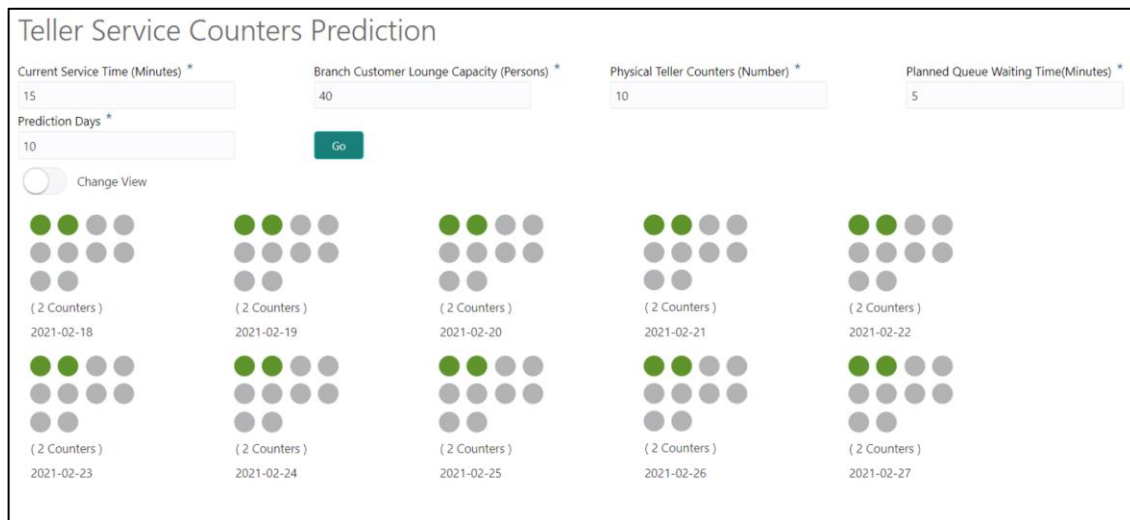 Teller Service Counters Prediction
Current Service Time (Minutes) * Branch Customer Lounge Capacity (Persons) * Physical Teller Counters (Number) * Planned Queue Waiting Time(Minutes) *
15 40 10 5
Prediction Days *
10 Go
Change View
( 2 Counters ) ( 2 Counters ) ( 2 Counters ) ( 2 Counters ) ( 2 Counters )
2021-02-18 2021-02-19 2021-02-20 2021-02-21 2021-02-22
( 2 Counters ) ( 2 Counters ) ( 2 Counters ) ( 2 Counters ) ( 2 Counters )
2021-02-23 2021-02-24 2021-02-25 2021-02-26 2021-02-27